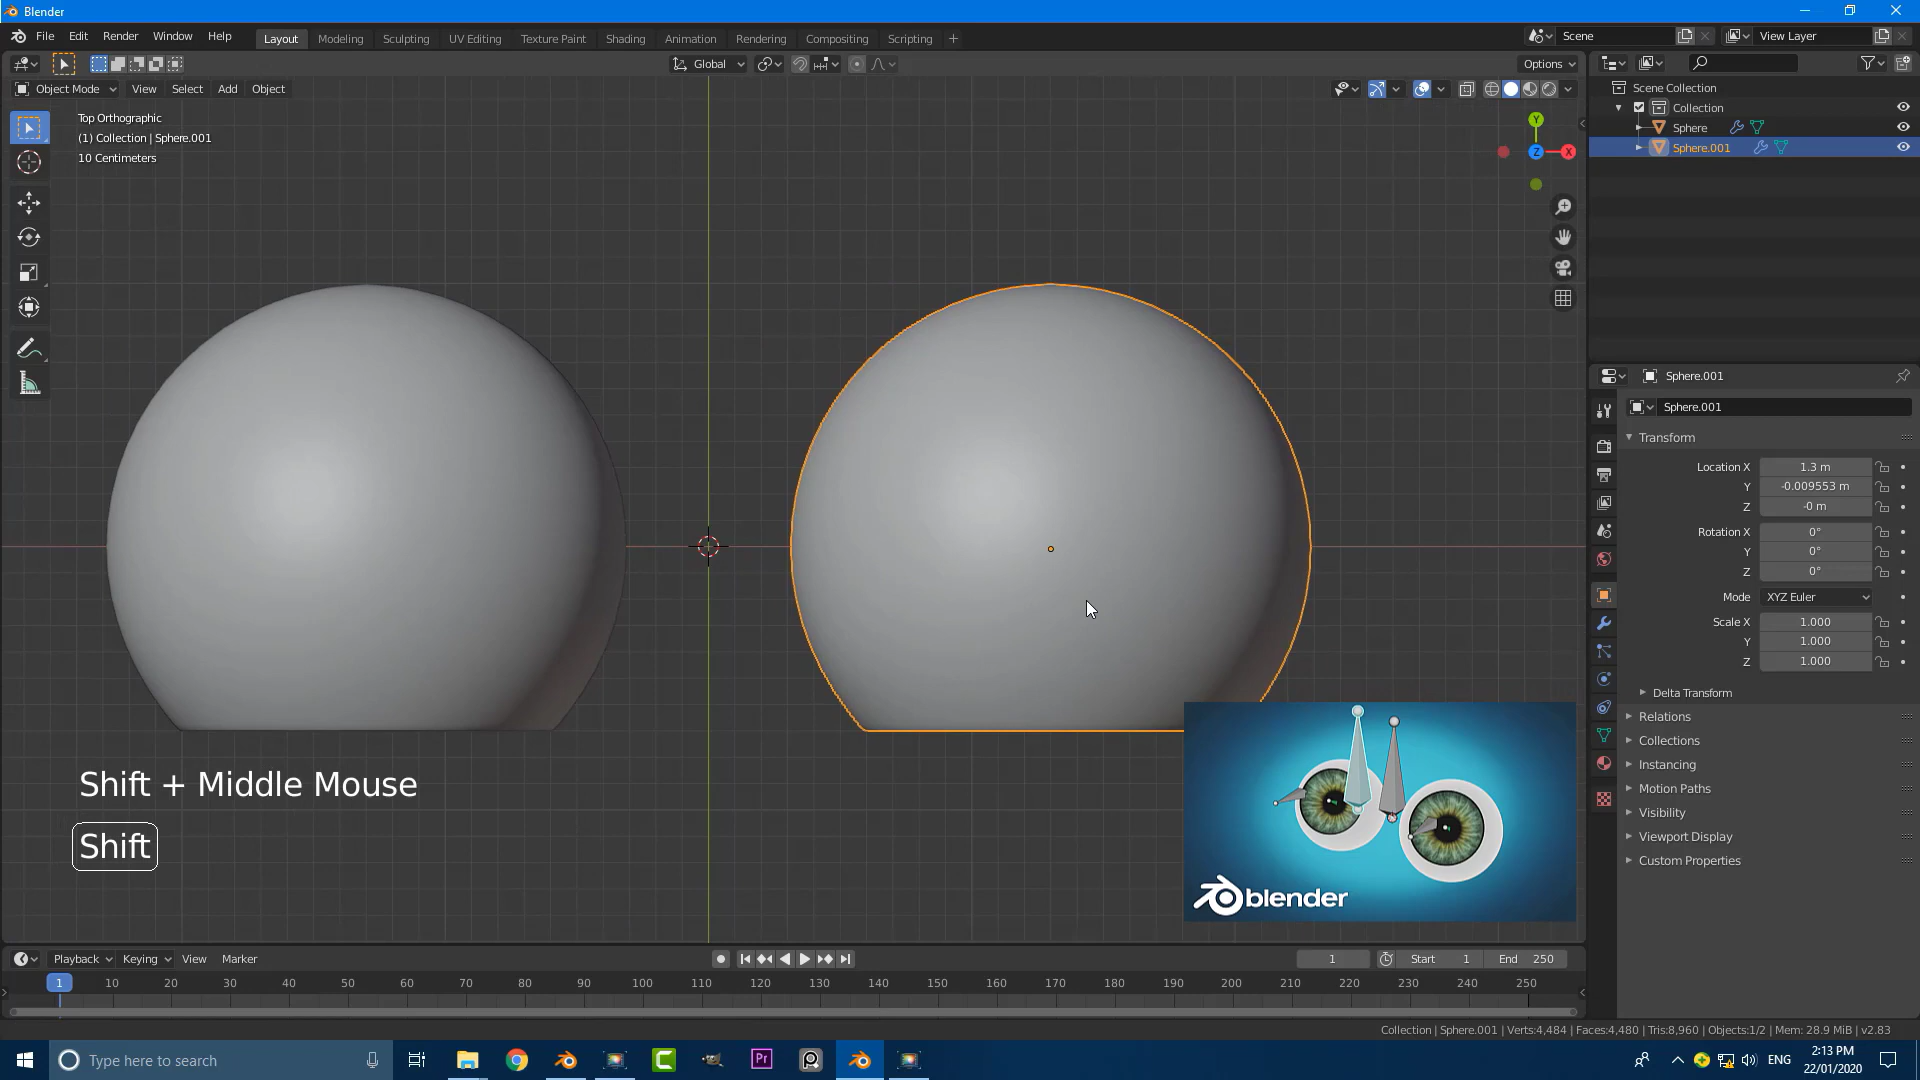 Blender
File Edit Render Window Help
Layout Modeling Sculpting UV Editing Texture Paint Shading Animation Rendering Compositing Scripting +
Scene
View Layer
Global
Options
Object Mode View Select Add Object
Top Orthographic
(1) Collection | Sphere.001
10 Centimeters
Y
Z
X
Scene Collection
Collection
Sphere
Sphere.001
Sphere.001
Sphere.001
Transform
Location X 1.3 m
Y -0.009553 m
Z -0 m
Rotation X 0°
Y 0°
Z 0°
Mode XYZ Euler
Scale X 1.000
Y 1.000
Z 1.000
Delta Transform
Relations
Collections
Instancing
Motion Paths
Visibility
Viewport Display
Custom Properties
Shift + Middle Mouse
Shift
blender
Playback Keying View Marker
1
Start 1
End 250
1 10 20 30 40 50 60 70 80 90 100 110 120 130 140 150 160 170 180 190 200 210 220 230 240 250
Collection | Sphere.001 | Verts:4,484 | Faces:4,480 | Tris:8,960 | Objects:1/2 | Mem: 28.9 MiB | v2.83
Type here to search
Pr
ENG
2:13 PM
22/01/2020